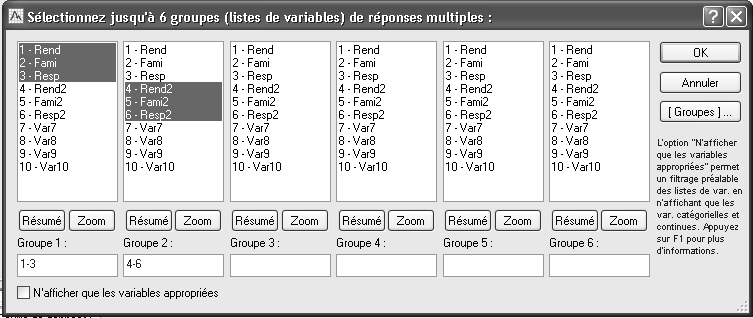 Sélectionnez jusqu'à 6 groupes (listes de variables) de réponses multiples :
1 - Rend
2 - Fami
3 - Resp
4 - Rend2
5 - Fami2
6 - Resp2
7 - Var7
8 - Var8
9 - Var9
10 - Var10
1 - Rend
2 - Fami
3 - Resp
4 - Rend2
5 - Fami2
6 - Resp2
7 - Var7
8 - Var8
9 - Var9
10 - Var10
1 - Rend
2 - Fami
3 - Resp
4 - Rend2
5 - Fami2
6 - Resp2
7 - Var7
8 - Var8
9 - Var9
10 - Var10
1 - Rend
2 - Fami
3 - Resp
4 - Rend2
5 - Fami2
6 - Resp2
7 - Var7
8 - Var8
9 - Var9
10 - Var10
1 - Rend
2 - Fami
3 - Resp
4 - Rend2
5 - Fami2
6 - Resp2
7 - Var7
8 - Var8
9 - Var9
10 - Var10
1 - Rend
2 - Fami
3 - Resp
4 - Rend2
5 - Fami2
6 - Resp2
7 - Var7
8 - Var8
9 - Var9
10 - Var10
OK
Annuler
[ Groupes ] ...
L'option "N'afficher
que les variables
appropriées" permet
un filtrage préalable
des listes de var. en
n'affichant que les
var. catégorielles et
continues. Appuyez
sur F1 pour plus
d'informations.
Résumé Zoom Résumé Zoom Résumé Zoom Résumé Zoom Résumé Zoom Résumé Zoom
Groupe 1 : Groupe 2 : Groupe 3 : Groupe 4 : Groupe 5 : Groupe 6 :
1-3 4-6
N'afficher que les variables appropriées